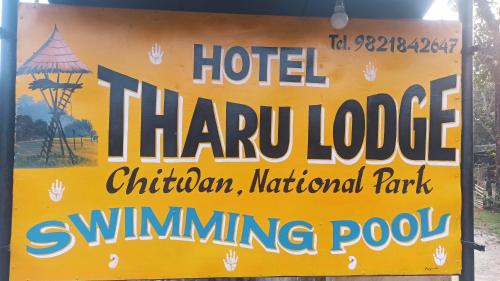 Tel. 9821842647
HOTEL
THARU LODGE
Chitwan, National Park
SWIMMING POOL